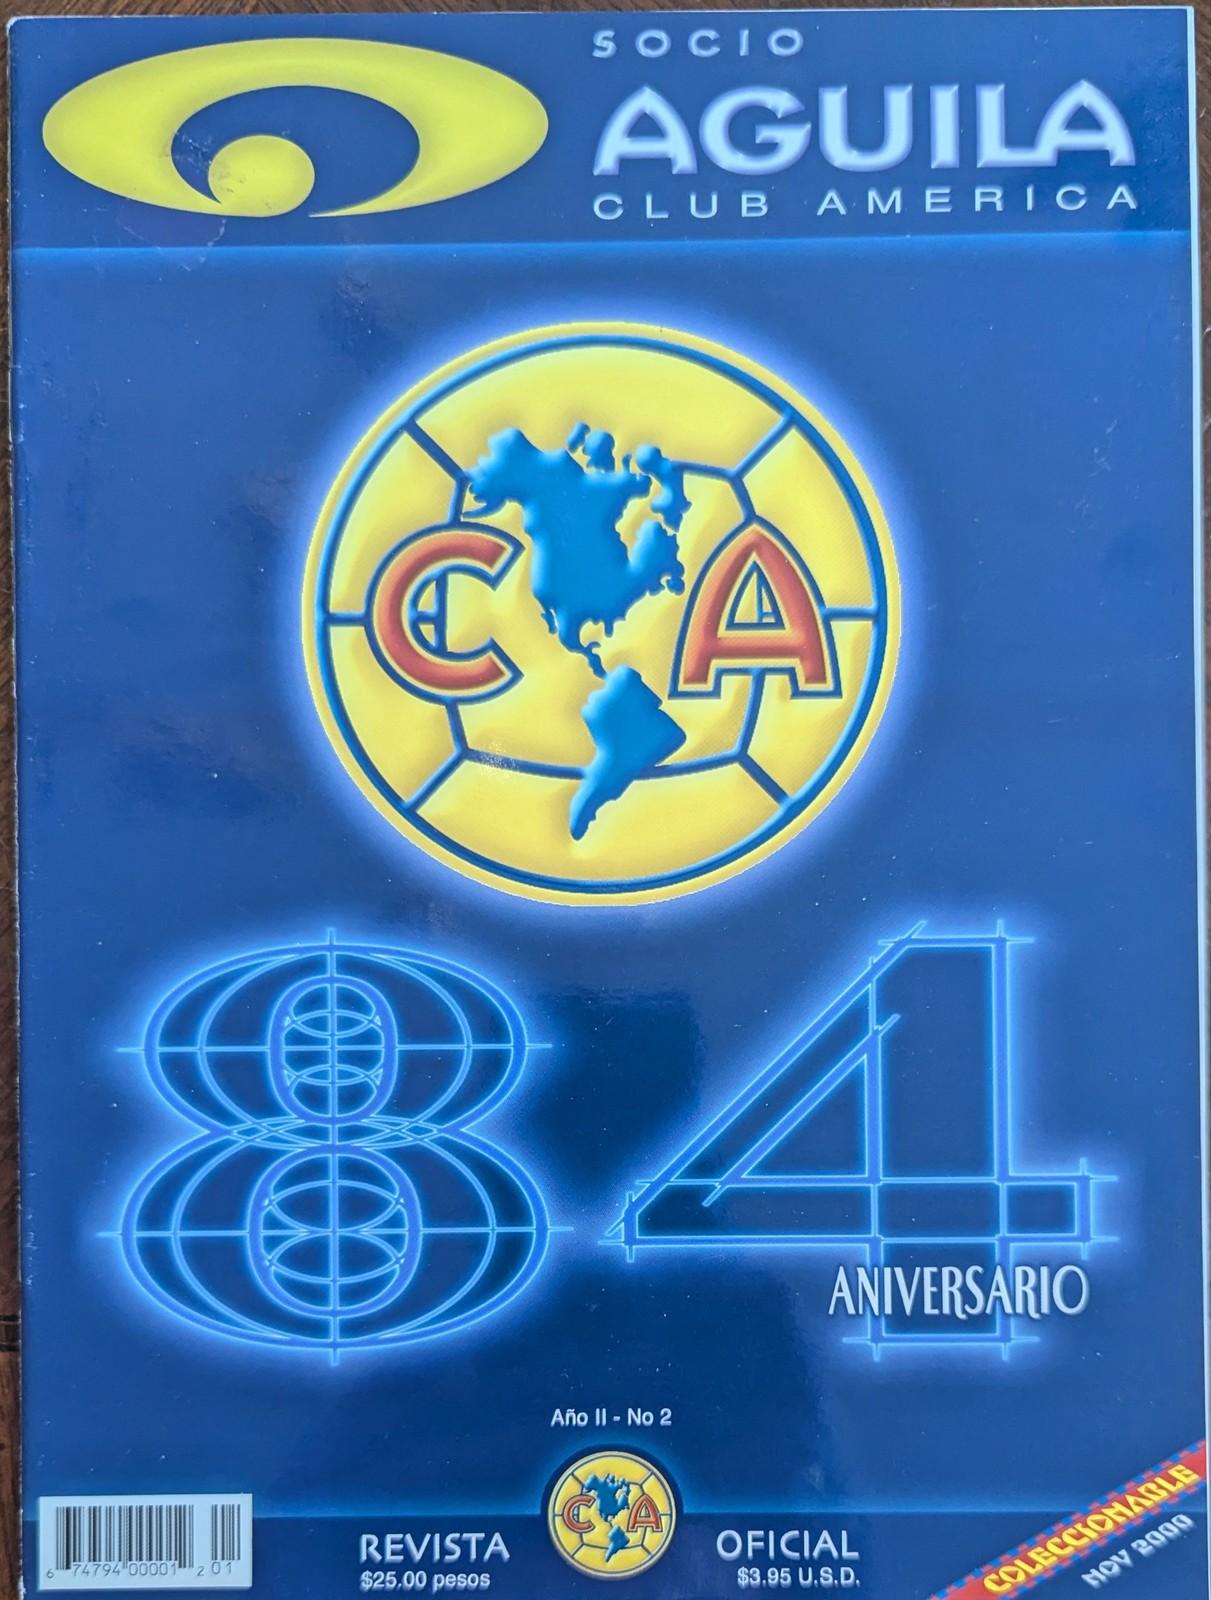 SOCIO
AGUILA
CLUB AMERICA
CA
84
ANIVERSARIO
Año II - No 2
CA
REVISTA
$25.00 pesos
OFICIAL
$3.95 U.S.D.
COLECCIONABLE
NOV 2000
6 74794 00001 2 01